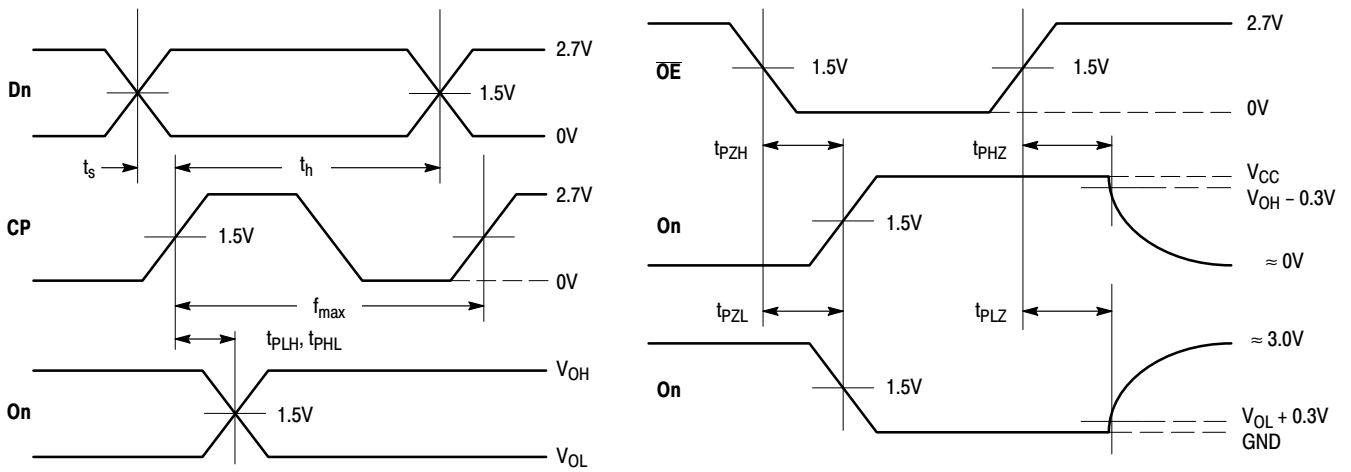 2.7V
Dn
1.5V
0V
ts
th
2.7V
CP
1.5V
0V
fmax
tPLH, tPHL
VOH
On
1.5V
VOL
2.7V
OE
1.5V
1.5V
0V
tPZH
tPHZ
VCC
VOH – 0.3V
On
1.5V
≈ 0V
tPZL
tPLZ
≈ 3.0V
On
1.5V
VOL + 0.3V
GND